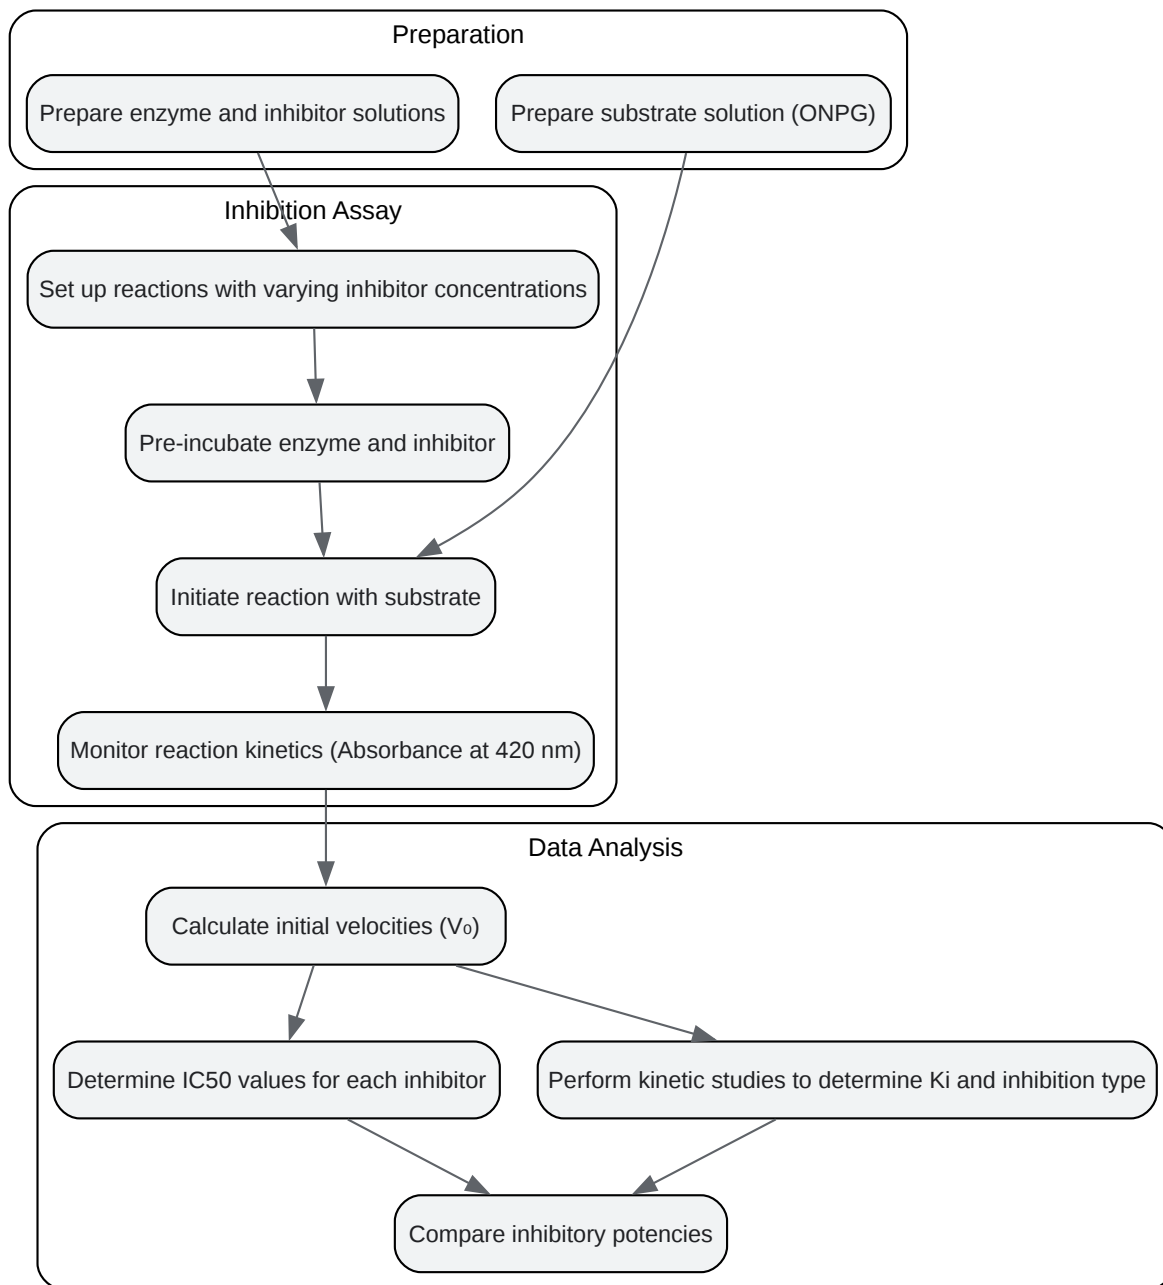 Preparation
Prepare enzyme and inhibitor solutions
Prepare substrate solution (ONPG)
Inhibition Assay
Set up reactions with varying inhibitor concentrations
Pre-incubate enzyme and inhibitor
Initiate reaction with substrate
Monitor reaction kinetics (Absorbance at 420 nm)
Data Analysis
Calculate initial velocities (V₀)
Determine IC50 values for each inhibitor
Perform kinetic studies to determine Ki and inhibition type
Compare inhibitory potencies